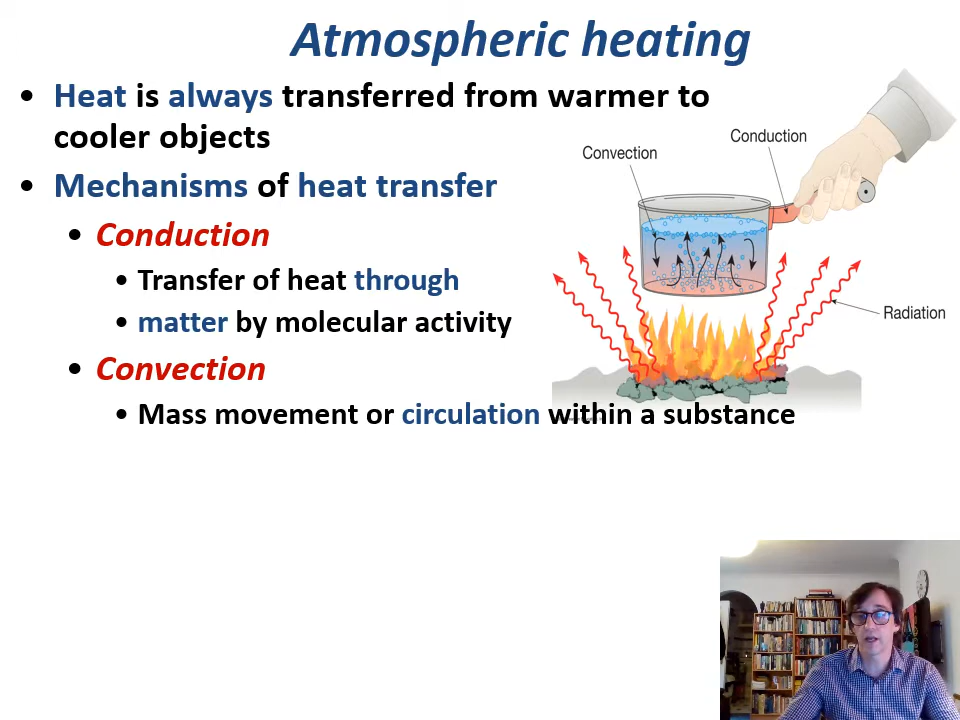 Atmospheric heating
• Heat is always transferred from warmer to
cooler objects
• Mechanisms of heat transfer
• Conduction
• Transfer of heat through
• matter by molecular activity
• Convection
• Mass movement or circulation within a substance
Convection
Conduction
Radiation